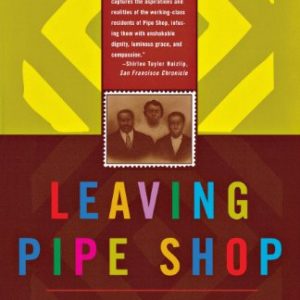 captures the aspirations and
realities of the working-class
residents of Pipe Shop, infus-
ing them with unshakable
dignity, luminous grace, and
compassion."
—Shirlee Taylor Haizlip,
San Francisco Chronicle
LEAVING
PIPE SHOP